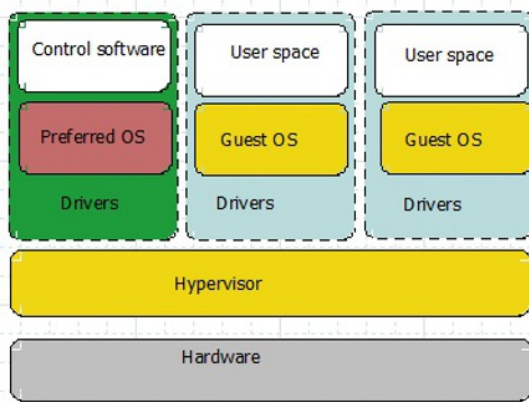 Control software
User space
User space
Preferred OS
Guest OS
Guest OS
Drivers
Drivers
Drivers
Hypervisor
Hardware